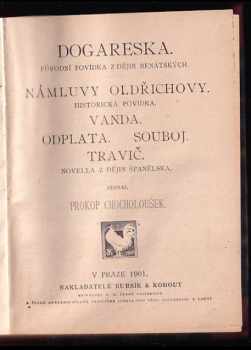 DOGARESKA.
PŮVODNÍ POVÍDKA Z DĚJIN BENÁTSKÝCH.
NÁMLUVY OLDŘICHOVY.
HISTORICKÁ POVÍDKA.
VANDA.
ODPLATA. SOUBOJ.
TRAVIČ.
NOVELLA Z DĚJIN ŠPANĚLSKA.
SEPSAL
PROKOP CHOCHOLOUŠEK.
V PRAZE 1901.
NAKLADATELÉ BURSÍK & KOHOUT